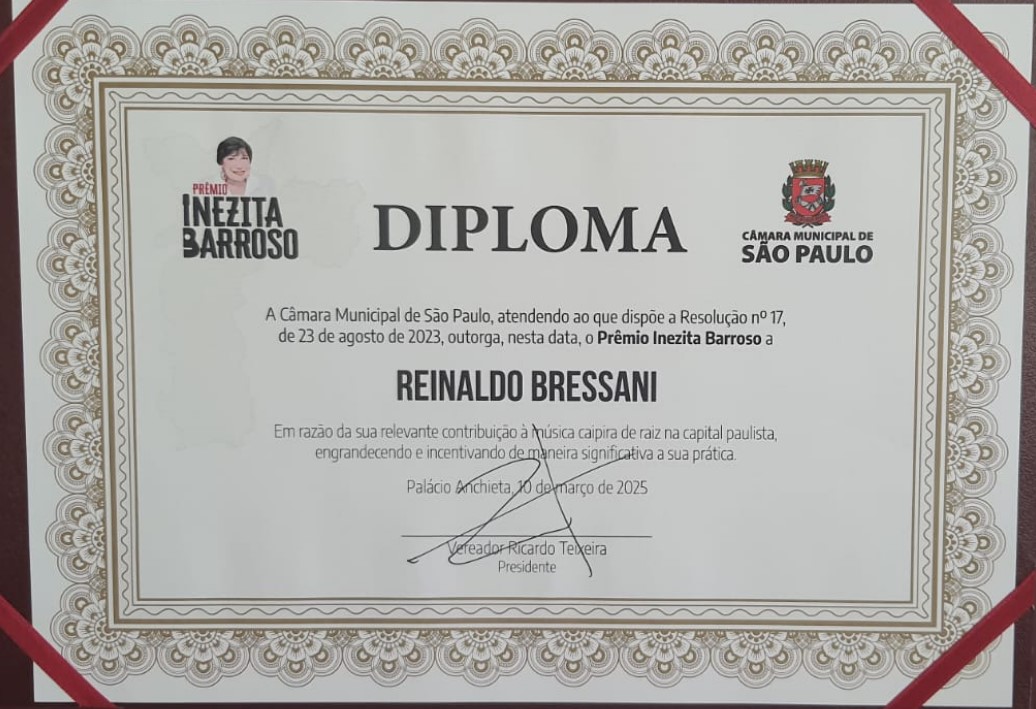 PRÊMIO
INEZITA
BARROSO
DIPLOMA
CÂMARA MUNICIPAL DE
SÃO PAULO
A Câmara Municipal de São Paulo, atendendo ao que dispõe a Resolução nº 17,
de 23 de agosto de 2023, outorga, nesta data, o Prêmio Inezita Barroso a
REINALDO BRESSANI
Em razão da sua relevante contribuição à música caipira de raiz na capital paulista,
engrandecendo e incentivando de maneira significativa a sua prática.
Palácio Anchieta, 10 de março de 2025
Vereador Ricardo Teixeira
Presidente